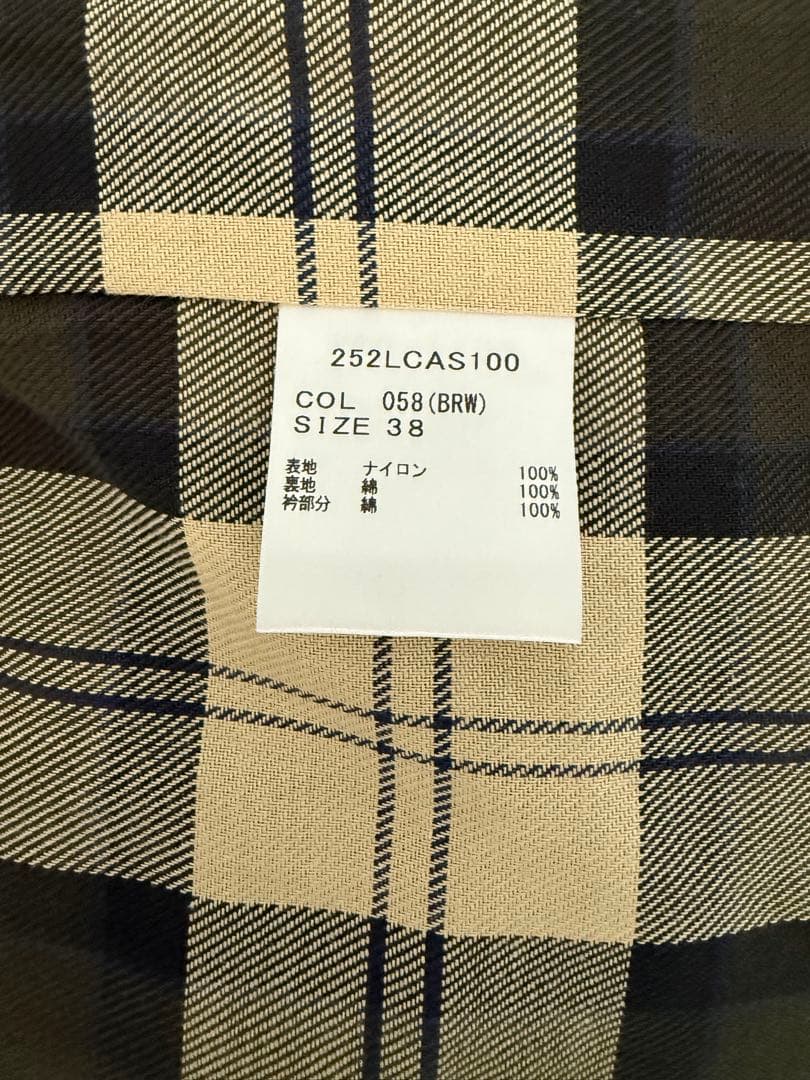 252LCAS100
COL 058(BRW)
SIZE 38
表地 ナイロン 100%
裏地 綿 100%
衿部分 綿 100%